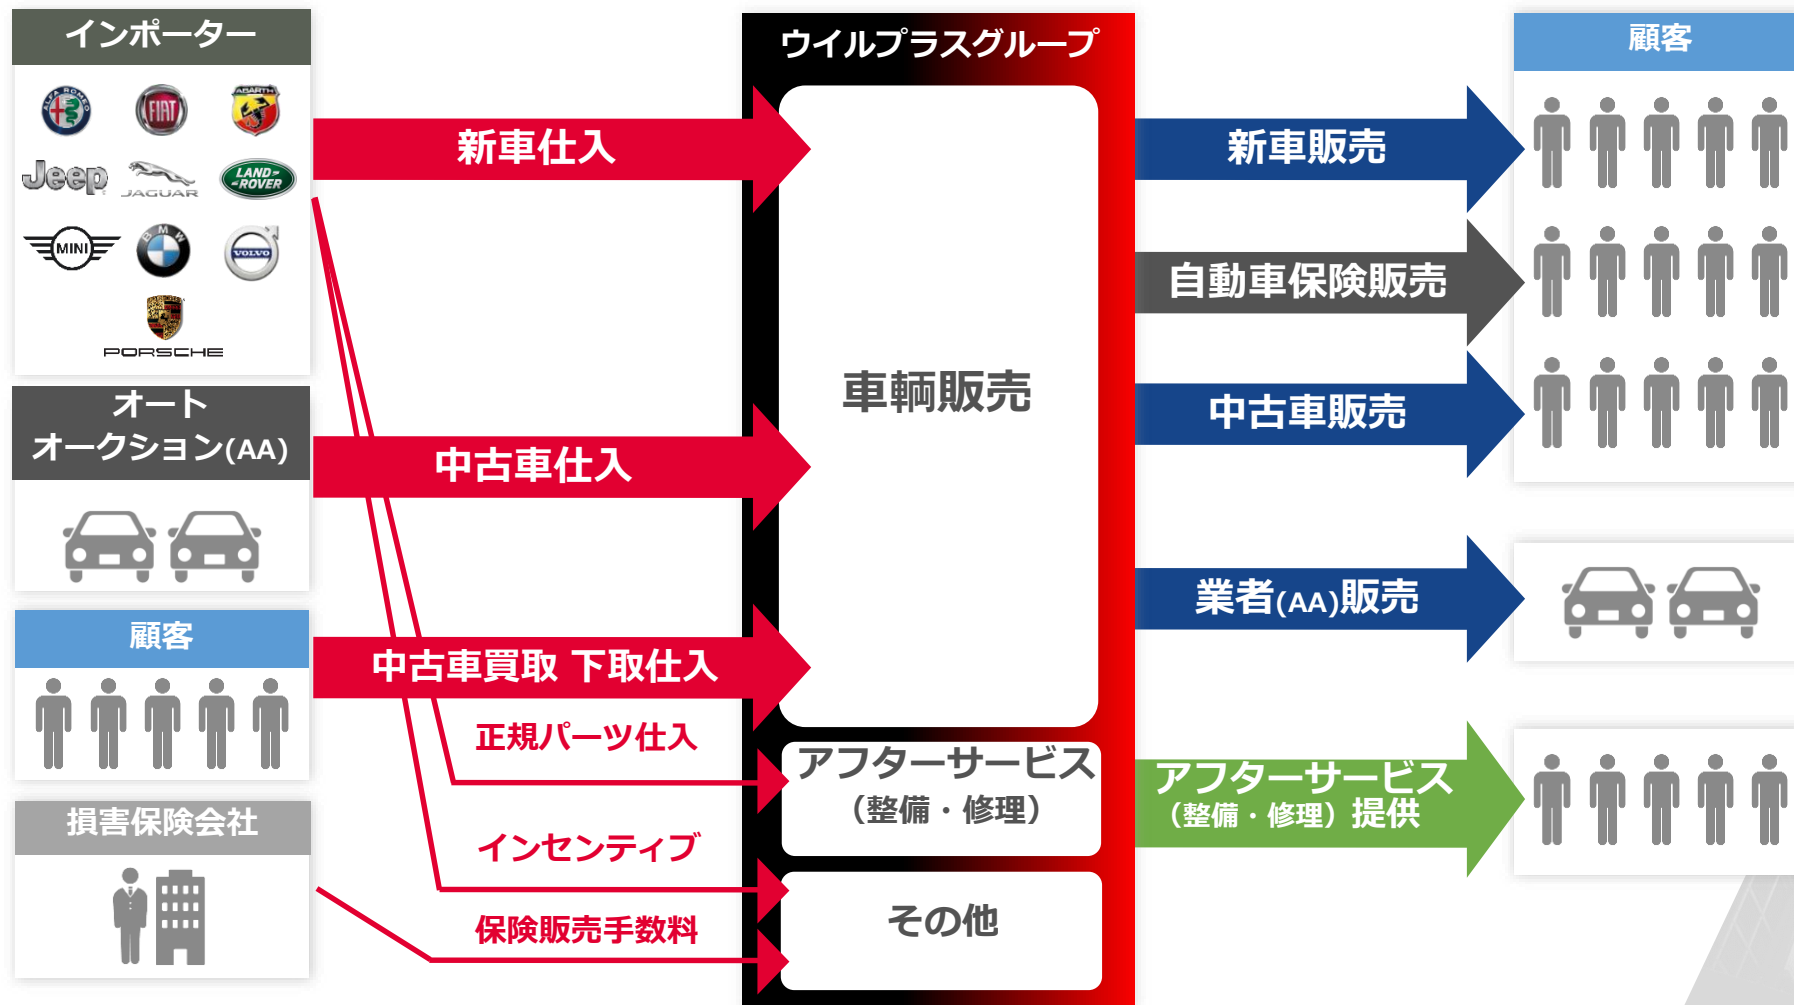 インポーター
ALFA ROMEO
FIAT
ABARTH
Jeep
JAGUAR
LAND-
-ROVER
MINI
BMW
VOLVO
PORSCHE
オート
オークション(AA)
顧客
損害保険会社
新車仕入
中古車仕入
中古車買取 下取仕入
正規パーツ仕入
インセンティブ
保険販売手数料
ウイルプラスグループ
車輌販売
アフターサービス
（整備・修理）
その他
新車販売
自動車保険販売
中古車販売
業者(AA)販売
アフターサービス
（整備・修理）提供
顧客